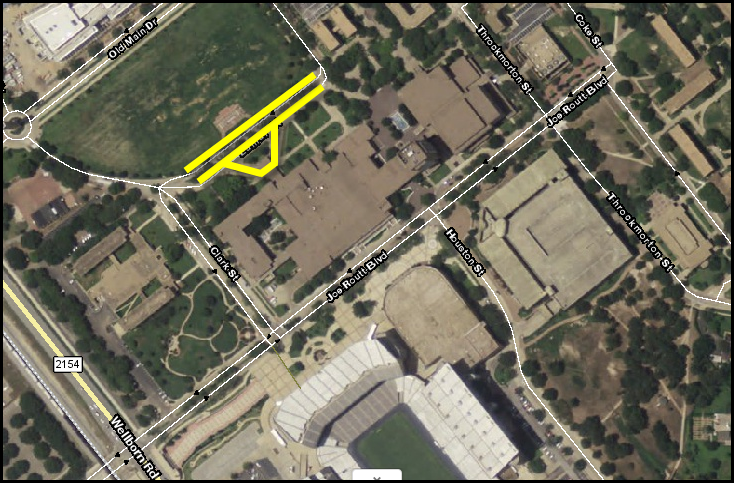 Old Main Dr
Throckmorton St
Coke St
Joe Routt Blvd
Clark St
Joe Routt Blvd
Houston St
Throckmorton St
2154
Wellborn Rd